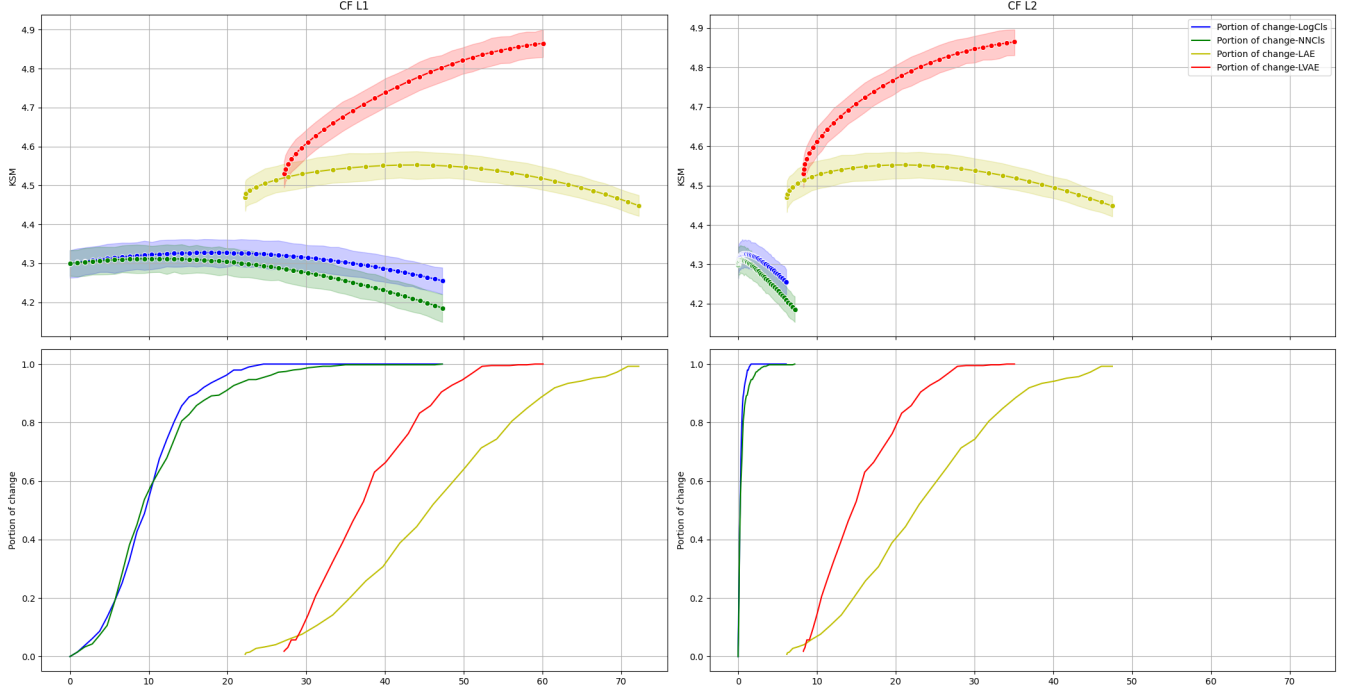 CF L1
CF L2
4.9
4.8
4.7
4.6
4.5
4.4
4.3
4.2
KSM
4.9
4.8
4.7
4.6
4.5
4.4
4.3
4.2
KSM
Portion of change-LogCls
Portion of change-NNCls
Portion of change-LAE
Portion of change-LVAE
1.0
0.8
0.6
0.4
0.2
0.0
Portion of change
0 10 20 30 40 50 60 70
1.0
0.8
0.6
0.4
0.2
0.0
Portion of change
0 10 20 30 40 50 60 70